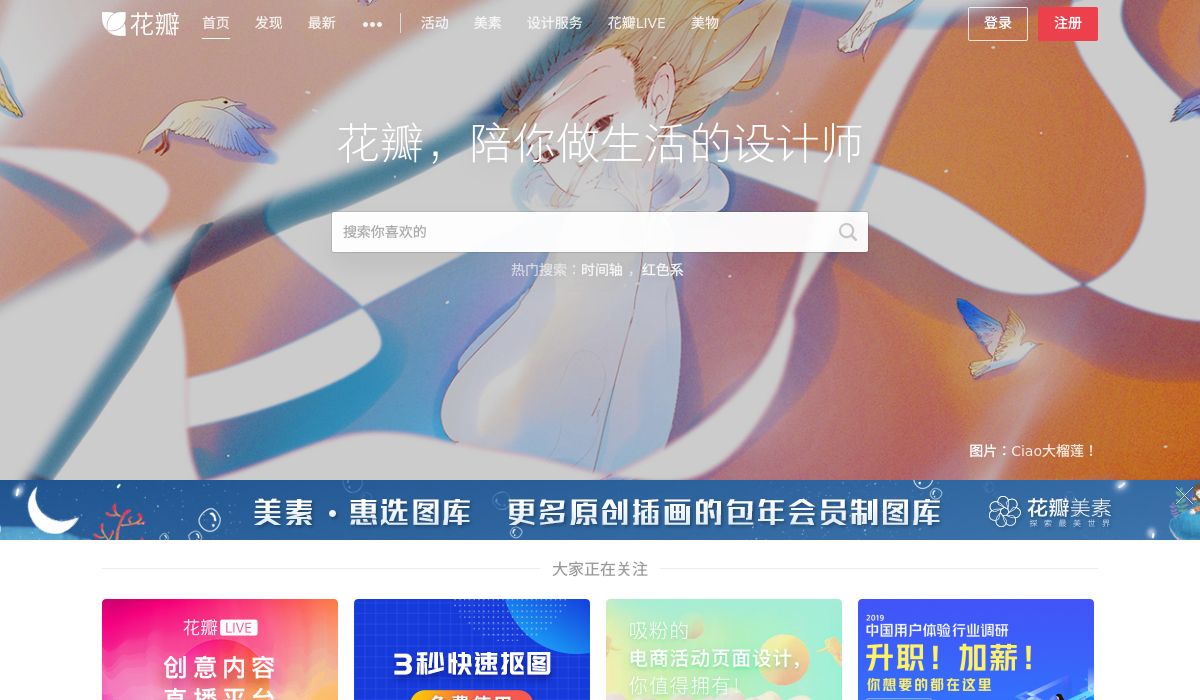 花瓣 首页 发现 最新 ••• 活动 美素 设计服务 花瓣LIVE 美物 登录 注册
花瓣，陪你做生活的设计师
搜索你喜欢的
热门搜索：时间轴 ，红色系
图片：Ciao大榴莲！
美素·惠选图库 更多原创插画的包年会员制图库 花瓣美素
探索最美世界
大家正在关注
花瓣 LIVE
创意内容
直播平台
3秒快速抠图
免费使用
吸粉的
电商活动页面设计，
你值得拥有！
2019
中国用户体验行业调研
升职！加薪！
你想要的都在这里